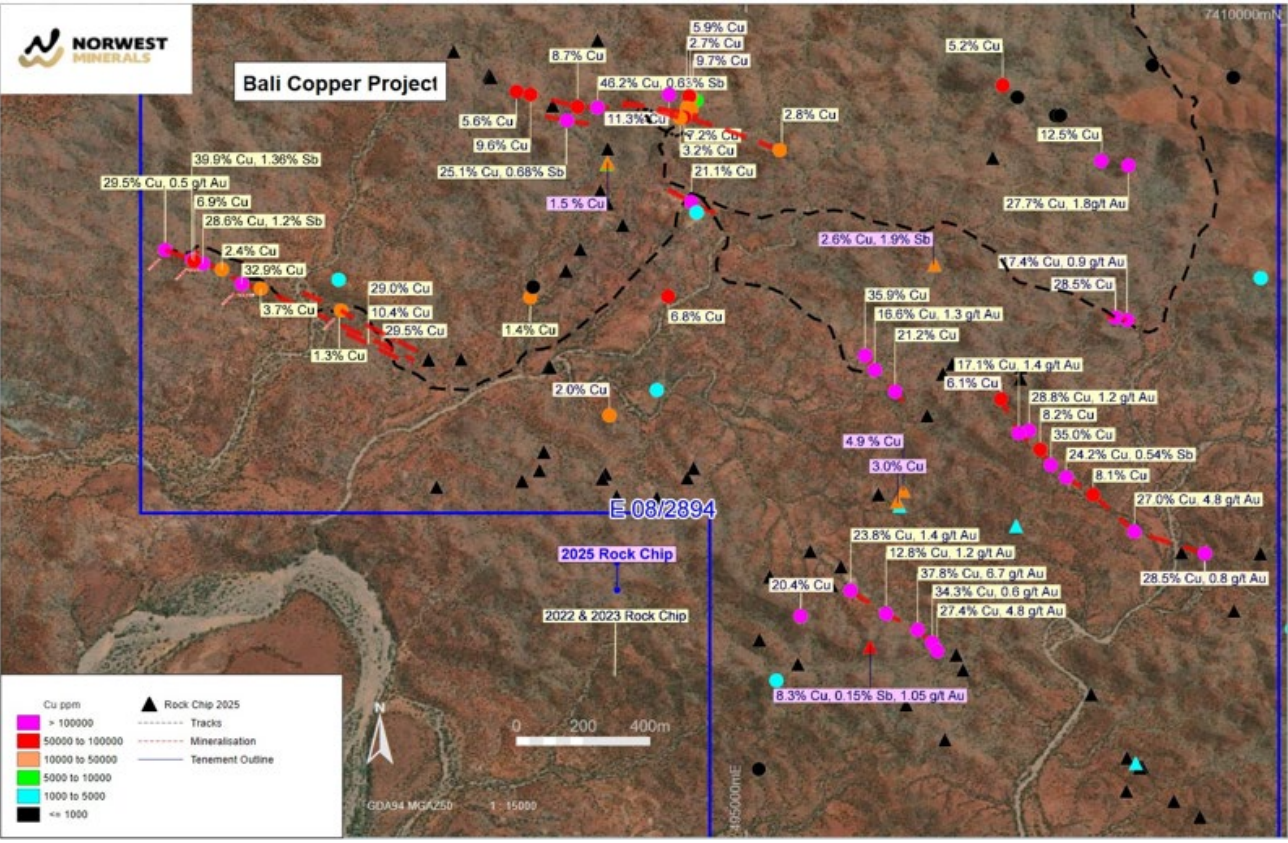 7410000mN
NORWEST
MINERALS
Bali Copper Project
5.9% Cu
2.7% Cu
9.7% Cu
8.7% Cu
46.2% Cu, 0.63% Sb
5.2% Cu
5.6% Cu
11.3% Cu
2.8% Cu
9.6% Cu
7.2% Cu
3.2% Cu
12.5% Cu
39.9% Cu, 1.36% Sb
25.1% Cu, 0.68% Sb
21.1% Cu
29.5% Cu, 0.5 g/t Au
6.9% Cu
1.5 % Cu
27.7% Cu, 1.8g/t Au
28.6% Cu, 1.2% Sb
2.4% Cu
2.6% Cu, 1.9% Sb
32.9% Cu
17.4% Cu, 0.9 g/t Au
29.0% Cu
28.5% Cu
3.7% Cu
10.4% Cu
35.9% Cu
29.5% Cu
1.4% Cu
6.8% Cu
16.6% Cu, 1.3 g/t Au
1.3% Cu
21.2% Cu
17.1% Cu, 1.4 g/t Au
2.0% Cu
6.1% Cu
28.8% Cu, 1.2 g/t Au
8.2% Cu
4.9 % Cu
35.0% Cu
3.0% Cu
24.2% Cu, 0.54% Sb
8.1% Cu
27.0% Cu, 4.8 g/t Au
E 08/2894
23.8% Cu, 1.4 g/t Au
2025 Rock Chip
12.8% Cu, 1.2 g/t Au
37.8% Cu, 6.7 g/t Au
28.5% Cu, 0.8 g/t Au
20.4% Cu
34.3% Cu, 0.6 g/t Au
2022 & 2023 Rock Chip
27.4% Cu, 4.8 g/t Au
8.3% Cu, 0.15% Sb, 1.05 g/t Au
Cu ppm
> 100000
50000 to 100000
10000 to 50000
5000 to 10000
1000 to 5000
<= 1000
Rock Chip 2025
Tracks
Mineralisation
Tenement Outline
N
0 200 400m
GDA94 MGAZ50 1 : 15000
495000mE